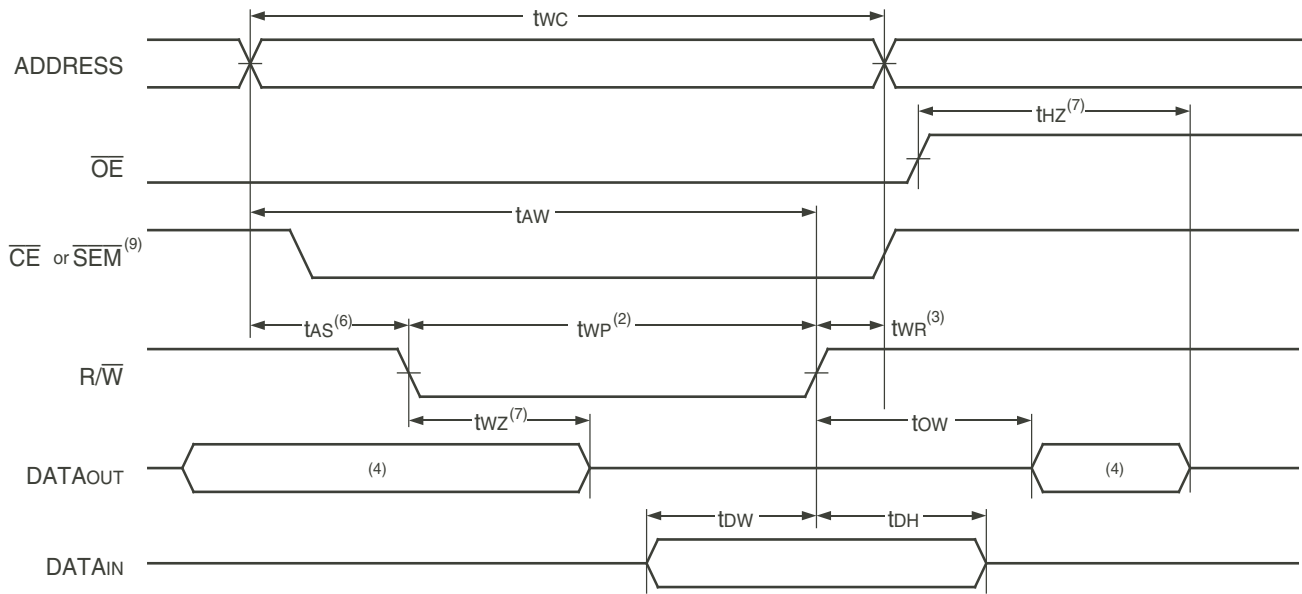 tWC
ADDRESS
tHZ(7)
OE
tAW
CE or SEM(9)
tAS(6) tWP(2) tWR(3)
R/W
tWZ(7) tOW
DATAOUT (4) (4)
tDW tDH
DATAIN